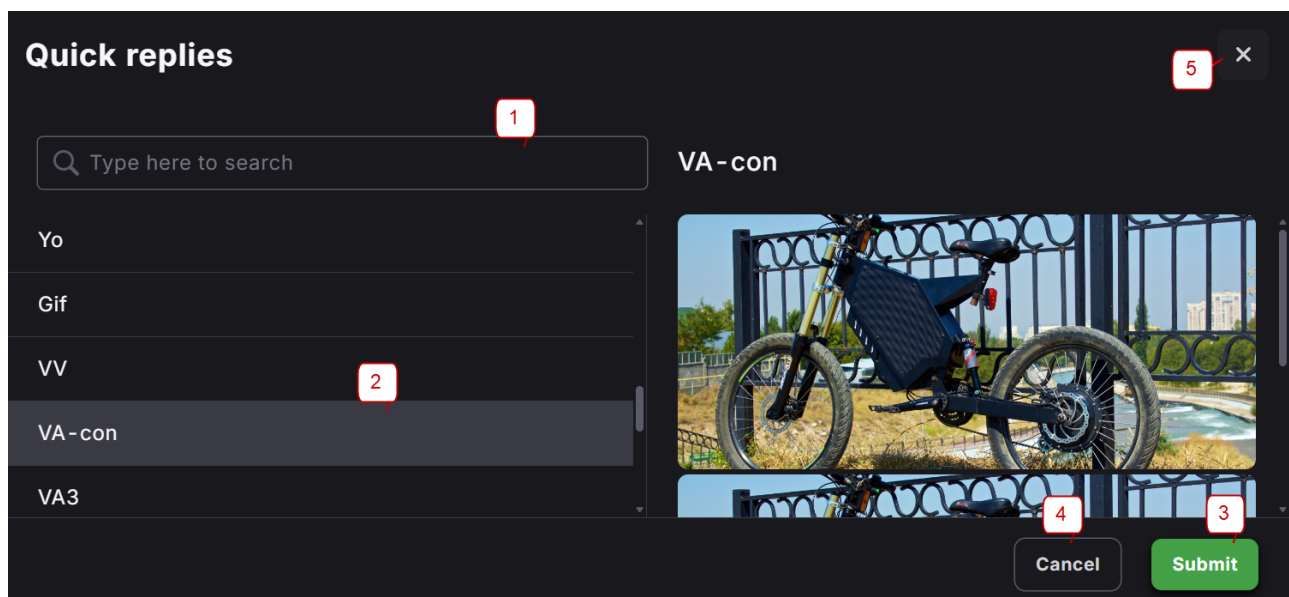 Quick replies
5
1
Type here to search
VA-con
Yo
Gif
VV
2
VA-con
VA3
4
3
Cancel
Submit